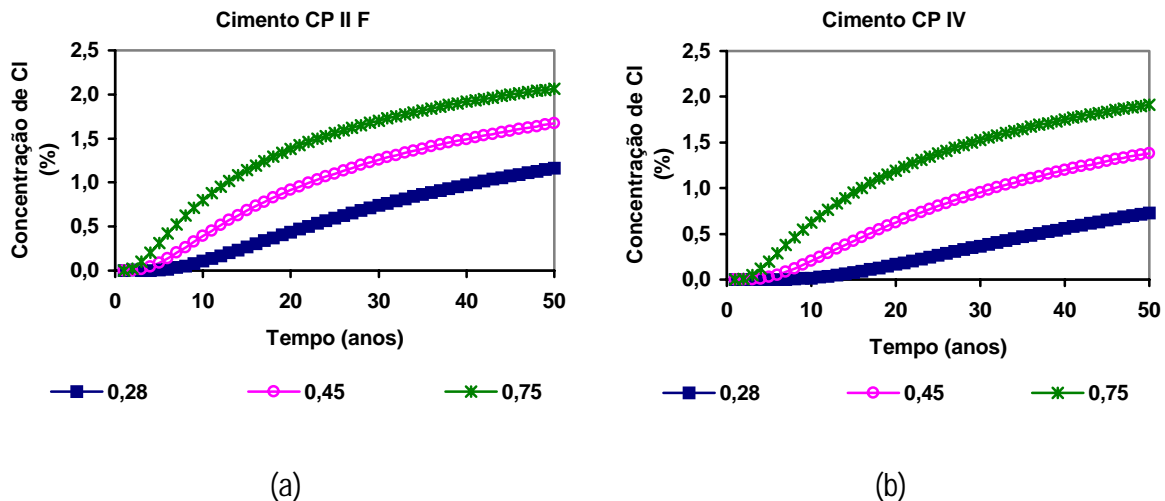 Cimento CP II F
Concentração de Cl
(%)
2,5
2,0
1,5
1,0
0,5
0,0
0 10 20 30 40 50
Tempo (anos)
0,28 0,45 0,75
(a)
Cimento CP IV
Concentração de Cl
(%)
2,5
2,0
1,5
1,0
0,5
0,0
0 10 20 30 40 50
Tempo (anos)
0,28 0,45 0,75
(b)